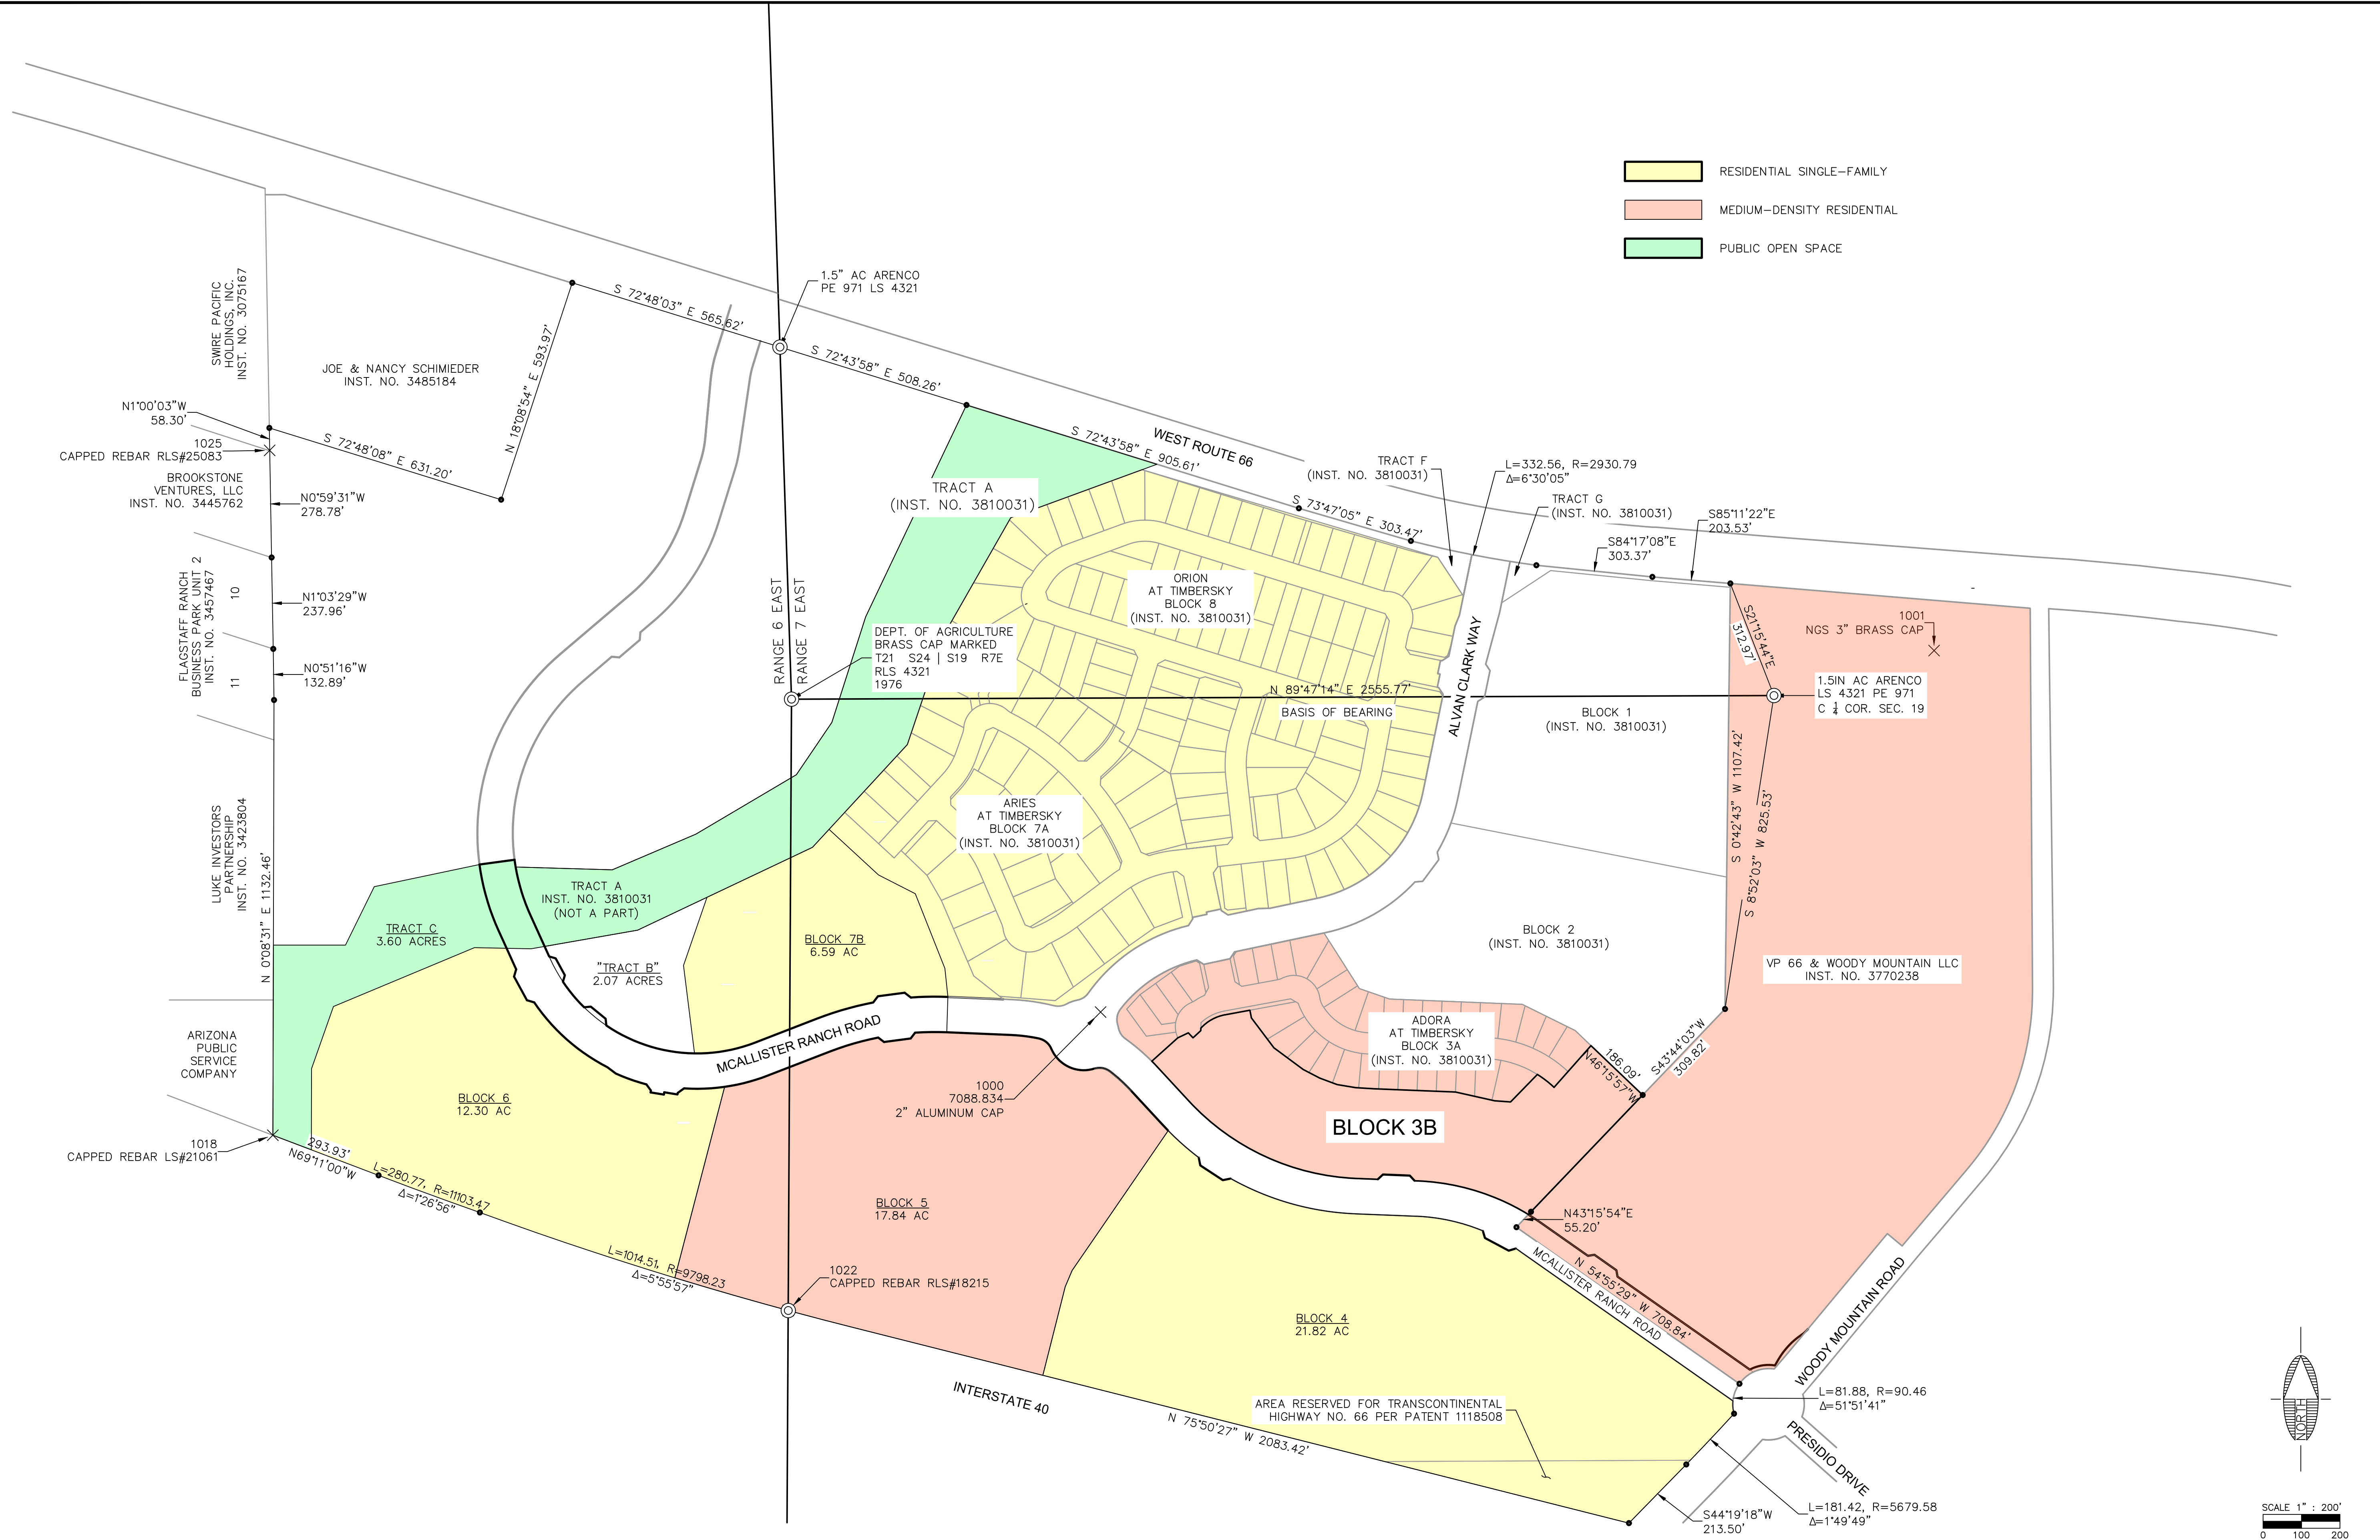 RESIDENTIAL SINGLE-FAMILY
MEDIUM-DENSITY RESIDENTIAL
PUBLIC OPEN SPACE
SWIRE PACIFIC
HOLDINGS, INC.
INST. NO. 3075167
JOE & NANCY SCHIMIEDER
INST. NO. 3485184
S 72°48'03" E 565.62'
1.5" AC ARENCO
PE 971 LS 4321
N 18°08'54" E 593.97'
S 72°43'58" E 508.26'
N1°00'03"W
58.30'
1025
CAPPED REBAR RLS#25083
S 72°48'08" E 631.20'
BROOKSTONE
VENTURES, LLC
INST. NO. 3445762
N0°59'31"W
278.78'
FLAGSTAFF RANCH
BUSINESS PARK UNIT 2
INST. NO. 3457467
10
11
N1°03'29"W
237.96'
N0°51'16"W
132.89'
LUKE INVESTORS
PARTNERSHIP
INST. NO. 3423804
N 0°08'31" E 1132.46'
ARIZONA
PUBLIC
SERVICE
COMPANY
1018
CAPPED REBAR LS#21061
WEST ROUTE 66
S 72°43'58" E 905.61'
TRACT A
(INST. NO. 3810031)
S 73°47'05" E 303.47'
TRACT F
(INST. NO. 3810031)
L=332.56, R=2930.79
Δ=6°30'05"
TRACT G
(INST. NO. 3810031)
S85°11'22"E
203.53'
S84°17'08"E
303.37'
RANGE 6 EAST
RANGE 7 EAST
DEPT. OF AGRICULTURE
BRASS CAP MARKED
T21 S24 | S19 R7E
RLS 4321
1976
ORION
AT TIMBERSKY
BLOCK 8
(INST. NO. 3810031)
N 89°47'14" E 2555.77'
BASIS OF BEARING
ALVAN CLARK WAY
BLOCK 1
(INST. NO. 3810031)
S21°15'44"E
312.97'
1001
NGS 3" BRASS CAP
1.5IN AC ARENCO
LS 4321 PE 971
C 1/4 COR. SEC. 19
S 0°42'43" W 1107.42'
S 8°52'03" W 825.53'
ARIES
AT TIMBERSKY
BLOCK 7A
(INST. NO. 3810031)
TRACT A
INST. NO. 3810031
(NOT A PART)
TRACT C
3.60 ACRES
"TRACT B"
2.07 ACRES
BLOCK 7B
6.59 AC
BLOCK 2
(INST. NO. 3810031)
VP 66 & WOODY MOUNTAIN LLC
INST. NO. 3770238
MCALLISTER RANCH ROAD
ADORA
AT TIMBERSKY
BLOCK 3A
(INST. NO. 3810031)
186.09'
N46°15'57"W
S43°44'03"W
309.82'
1000
7088.834
2" ALUMINUM CAP
BLOCK 3B
BLOCK 6
12.30 AC
293.93'
N69°11'00"W
L=280.77, R=11103.47
Δ=1°26'56"
BLOCK 5
17.84 AC
L=1014.51, R=9798.23
Δ=5°55'57"
1022
CAPPED REBAR RLS#18215
N43°15'54"E
55.20'
N 54°55'29" W 708.84'
MCALLISTER RANCH ROAD
WOODY MOUNTAIN ROAD
BLOCK 4
21.82 AC
INTERSTATE 40
N 75°50'27" W 2083.42'
AREA RESERVED FOR TRANSCONTINENTAL
HIGHWAY NO. 66 PER PATENT 1118508
L=81.88, R=90.46
Δ=51°51'41"
PRESIDIO DRIVE
L=181.42, R=5679.58
Δ=1°49'49"
S44°19'18"W
213.50'
NORTH
SCALE 1" : 200'
0 100 200